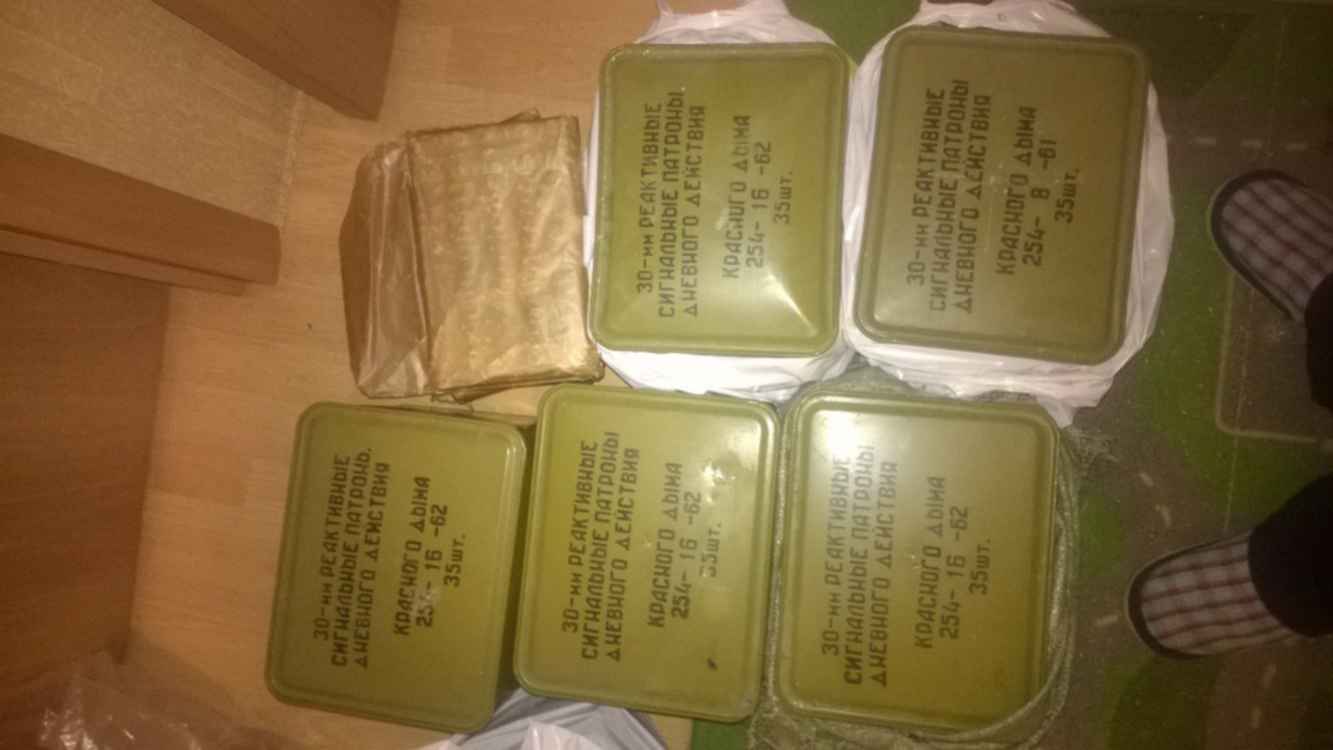 30-мм РЕАКТИВНЫЕ
СИГНАЛЬНЫЕ ПАТРОНЫ
ДНЕВНОГО ДЕЙСТВИЯ
КРАСНОГО ДЫМА
254- 16 -62
35шт.
30-мм РЕАКТИВНЫЕ
СИГНАЛЬНЫЕ ПАТРОНЫ
ДНЕВНОГО ДЕЙСТВИЯ
КРАСНОГО ДЫМА
254- 8 -61
35шт.
30-мм РЕАКТИВНЫЕ
СИГНАЛЬНЫЕ ПАТРОНЫ
ДНЕВНОГО ДЕЙСТВИЯ
КРАСНОГО ДЫМА
254- 16 -62
35шт.
30-мм РЕАКТИВНЫЕ
СИГНАЛЬНЫЕ ПАТРОНЫ
ДНЕВНОГО ДЕЙСТВИЯ
КРАСНОГО ДЫМА
254- 16 -62
35шт.
30-мм РЕАКТИВНЫЕ
СИГНАЛЬНЫЕ ПАТРОНЫ
ДНЕВНОГО ДЕЙСТВИЯ
КРАСНОГО ДЫМА
254- 16 -62
35шт.